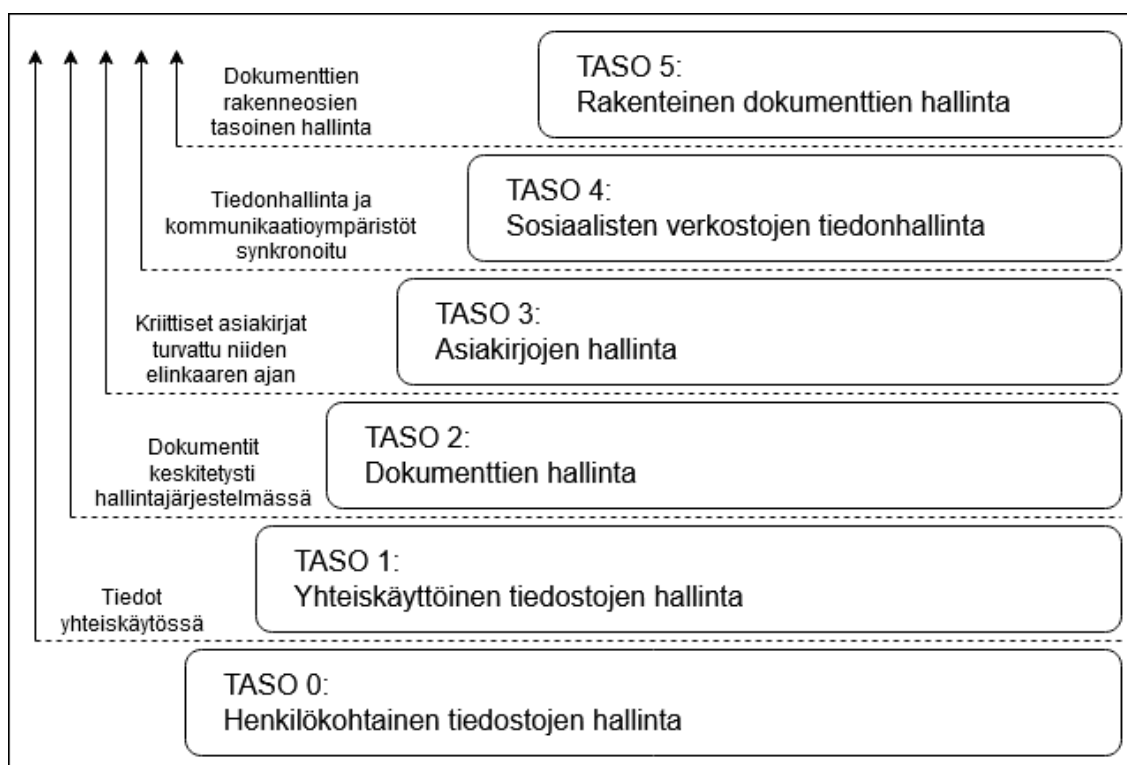 Dokumenttien
rakenneosien
tasoinen hallinta
TASO 5:
Rakenteinen dokumenttien hallinta
Tiedonhallinta ja
kommunikaatioympäristöt
synkronoitu
TASO 4:
Sosiaalisten verkostojen tiedonhallinta
Kriittiset asiakirjat
turvattu niiden
elinkaaren ajan
TASO 3:
Asiakirjojen hallinta
Dokumentit
keskitetysti
hallintajärjestelmässä
TASO 2:
Dokumenttien hallinta
Tiedot
yhteiskäytössä
TASO 1:
Yhteiskäyttöinen tiedostojen hallinta
TASO 0:
Henkilökohtainen tiedostojen hallinta